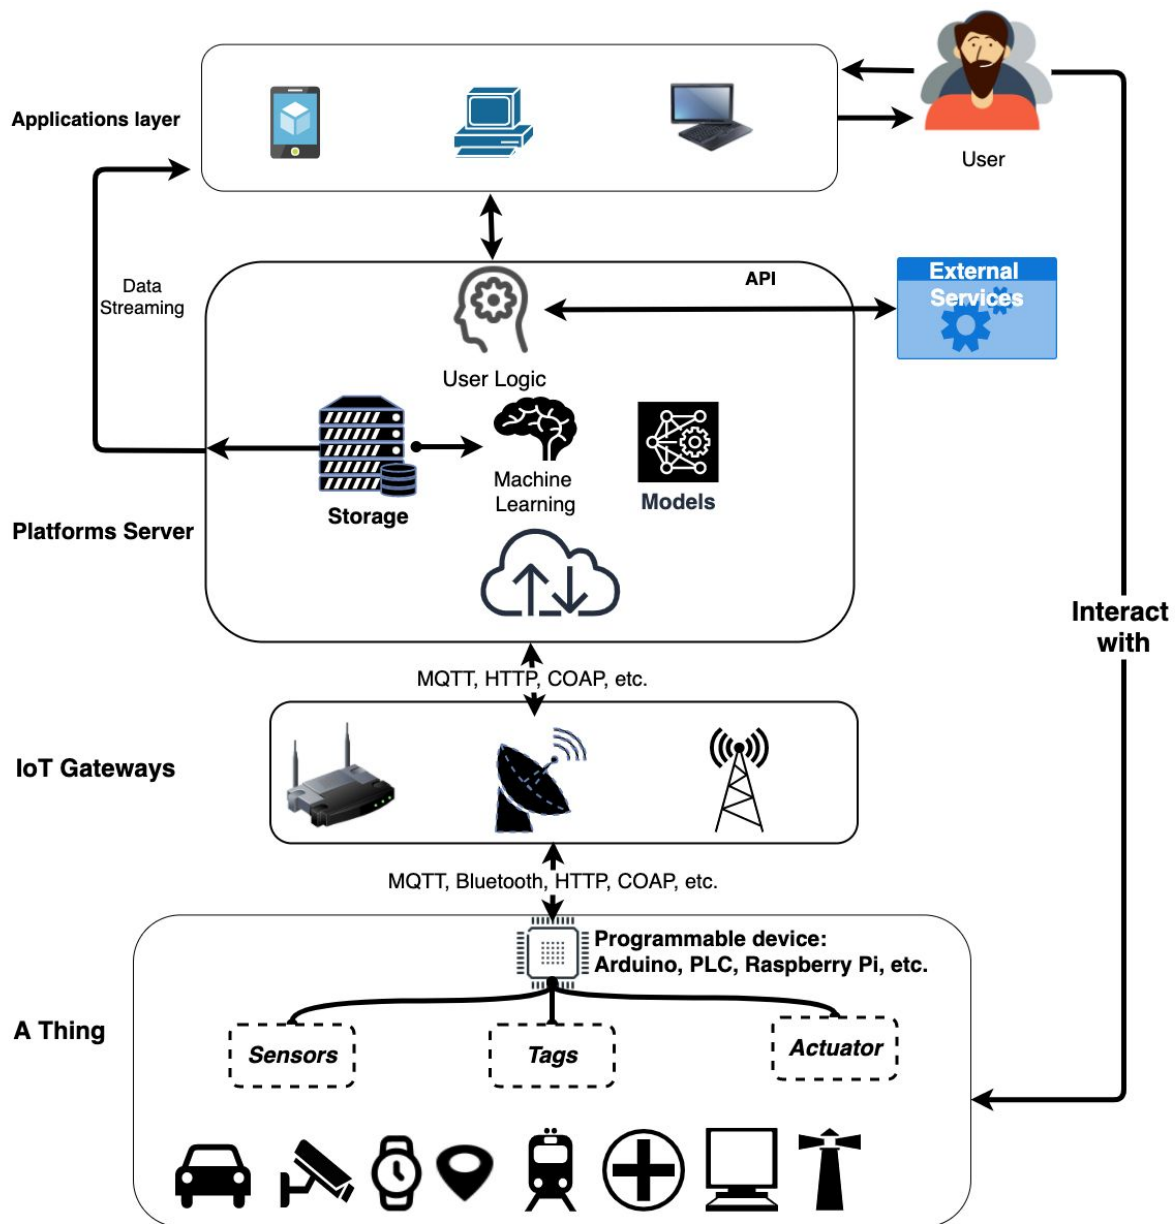 Applications layer
User
Data
Streaming
API
External
Services
User Logic
Machine
Learning
Storage
Models
Platforms Server
Interact
with
MQTT, HTTP, COAP, etc.
IoT Gateways
MQTT, Bluetooth, HTTP, COAP, etc.
Programmable device:
Arduino, PLC, Raspberry Pi, etc.
A Thing
Sensors
Tags
Actuator